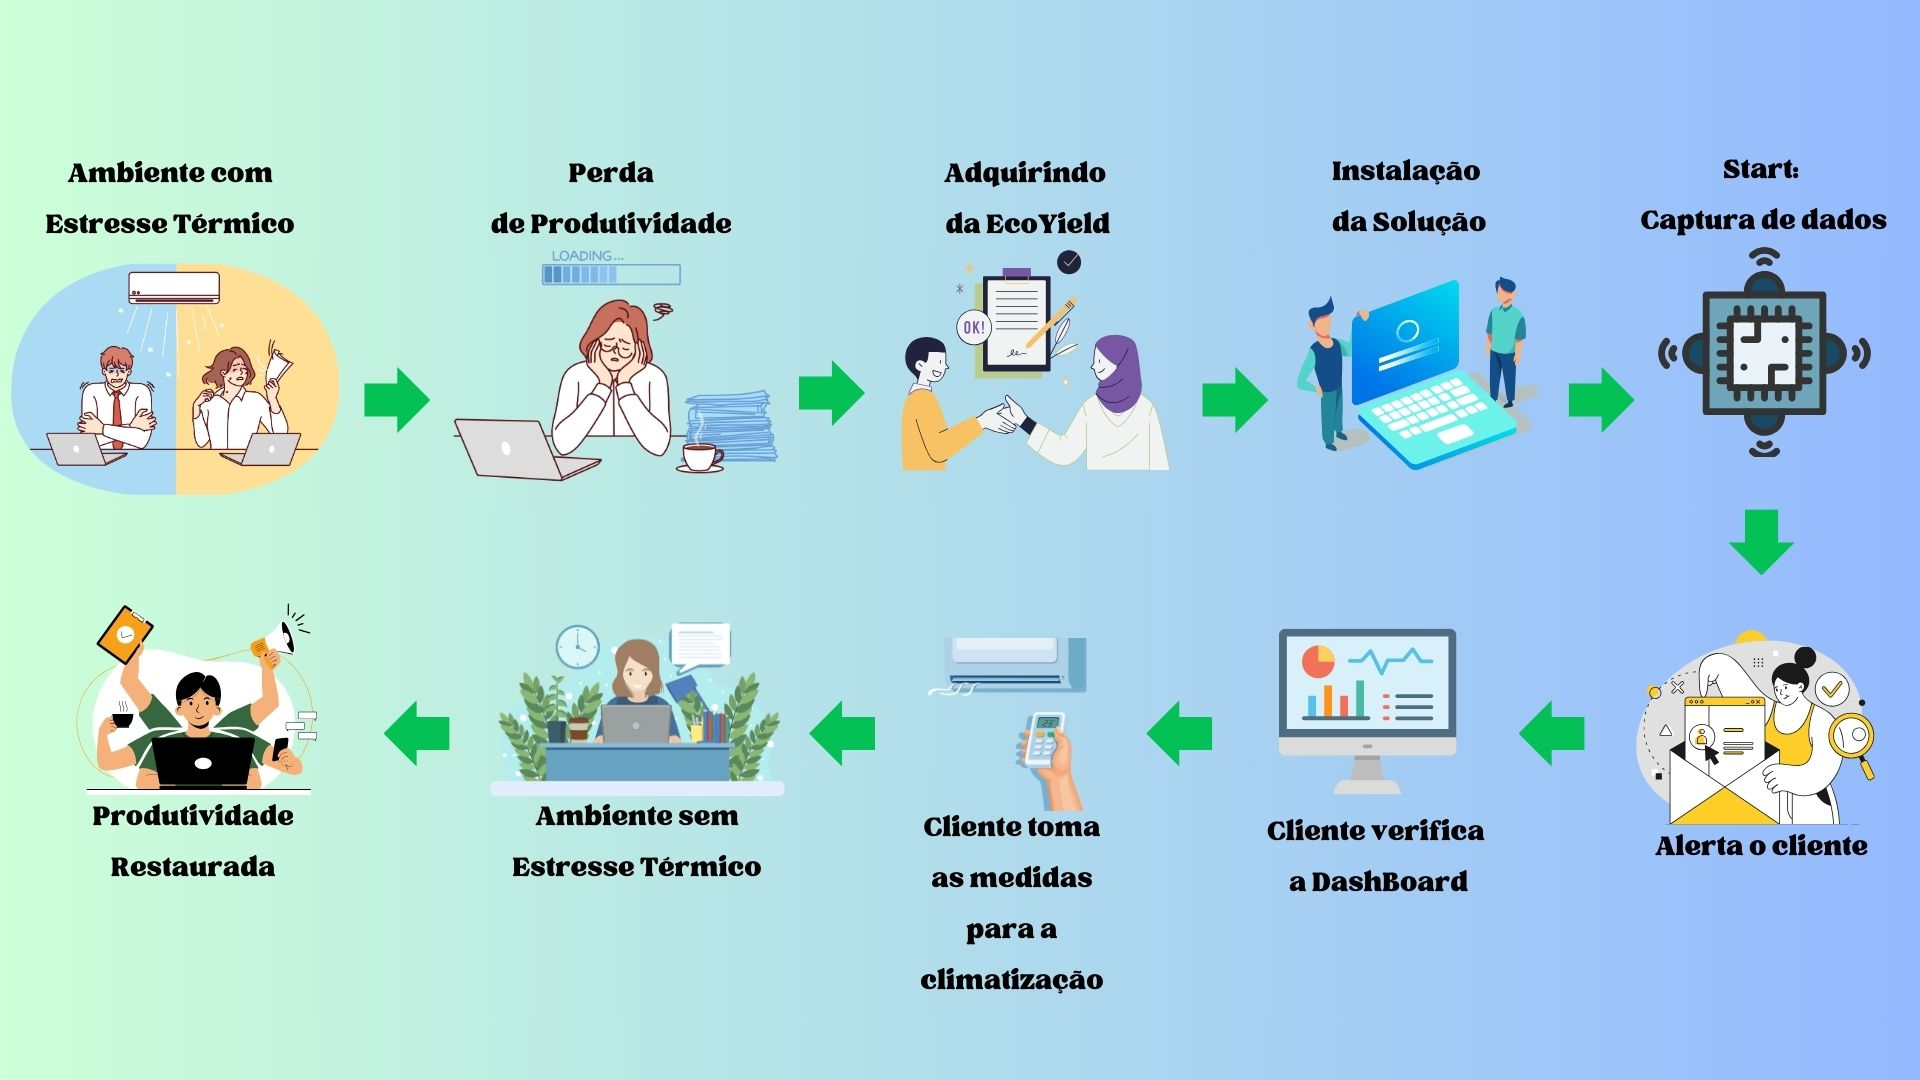 Ambiente com
Estresse Térmico
Perda
de Produtividade
LOADING...
Adquirindo
da EcoYield
OK!
Instalação
da Solução
Start:
Captura de dados
Alerta o cliente
Cliente verifica
a DashBoard
23
Cliente toma
as medidas
para a
climatização
Ambiente sem
Estresse Térmico
Produtividade
Restaurada